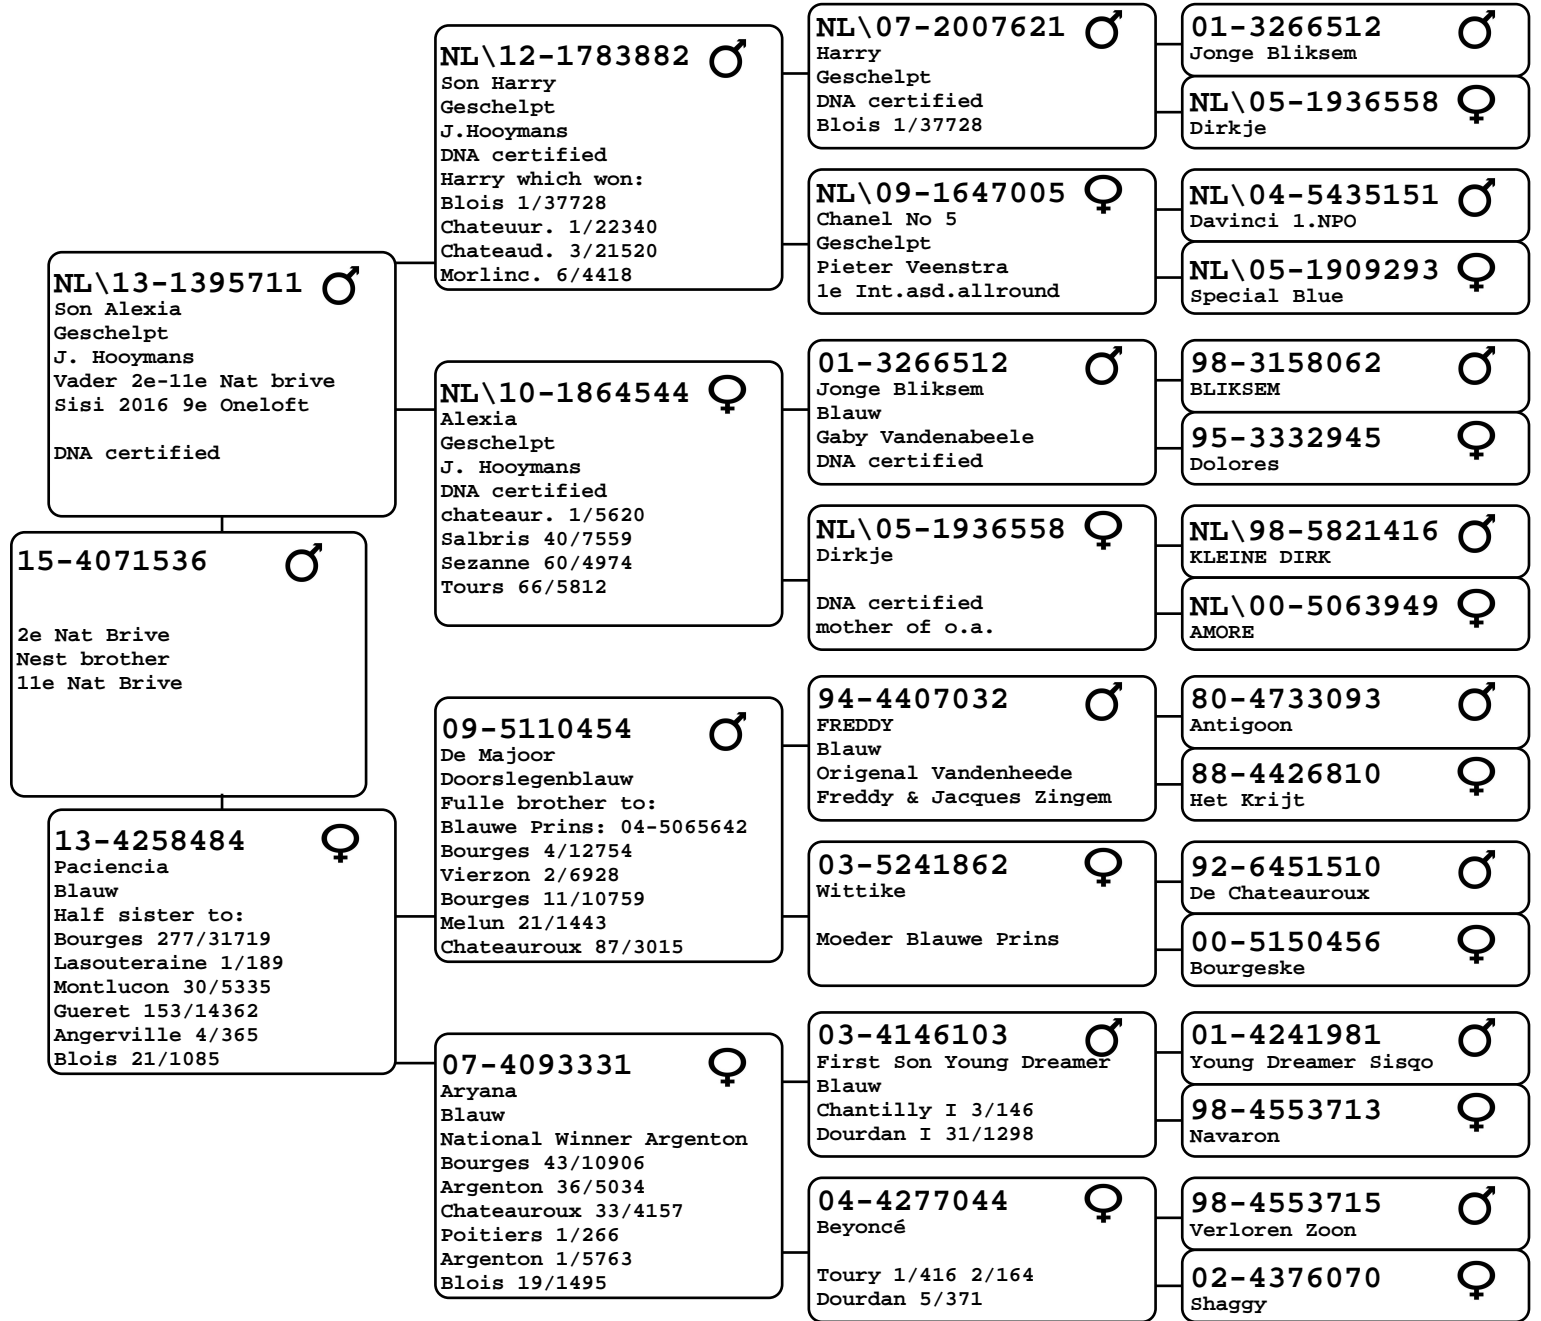 15-4071536
2e Nat Brive
Nest brother
11e Nat Brive
NL\13-1395711
Son Alexia
Geschelpt
J. Hooymans
Vader 2e-11e Nat brive
Sisi 2016 9e Oneloft
DNA certified
13-4258484
Paciencia
Blauw
Half sister to:
Bourges 277/31719
Lasouteraine 1/189
Montlucon 30/5335
Gueret 153/14362
Angerville 4/365
Blois 21/1085
NL\12-1783882
Son Harry
Geschelpt
J.Hooymans
DNA certified
Harry which won:
Blois 1/37728
Chateuur. 1/22340
Chateaud. 3/21520
Morlinc. 6/4418
NL\10-1864544
Alexia
Geschelpt
J. Hooymans
DNA certified
chateaur. 1/5620
Salbris 40/7559
Sezanne 60/4974
Tours 66/5812
09-5110454
De Majoor
Doorslegenblauw
Fulle brother to:
Blauwe Prins: 04-5065642
Bourges 4/12754
Vierzon 2/6928
Bourges 11/10759
Melun 21/1443
Chateauroux 87/3015
07-4093331
Aryana
Blauw
National Winner Argenton
Bourges 43/10906
Argenton 36/5034
Chateauroux 33/4157
Poitiers 1/266
Argenton 1/5763
Blois 19/1495
NL\07-2007621
Harry
Geschelpt
DNA certified
Blois 1/37728
NL\09-1647005
Chanel No 5
Geschelpt
Pieter Veenstra
1e Int.asd.allround
01-3266512
Jonge Bliksem
Blauw
Gaby Vandenabeele
DNA certified
NL\05-1936558
Dirkje
DNA certified
mother of o.a.
94-4407032
FREDDY
Blauw
Origenal Vandenheede
Freddy & Jacques Zingem
03-5241862
Wittike
Moeder Blauwe Prins
03-4146103
First Son Young Dreamer
Blauw
Chantilly I 3/146
Dourdan I 31/1298
04-4277044
Beyoncé
Toury 1/416 2/164
Dourdan 5/371
01-3266512
Jonge Bliksem
NL\05-1936558
Dirkje
NL\04-5435151
Davinci 1.NPO
NL\05-1909293
Special Blue
98-3158062
BLIKSEM
95-3332945
Dolores
NL\98-5821416
KLEINE DIRK
NL\00-5063949
AMORE
80-4733093
Antigoon
88-4426810
Het Krijt
92-6451510
De Chateauroux
00-5150456
Bourgeske
01-4241981
Young Dreamer Sisqo
98-4553713
Navaron
98-4553715
Verloren Zoon
02-4376070
Shaggy